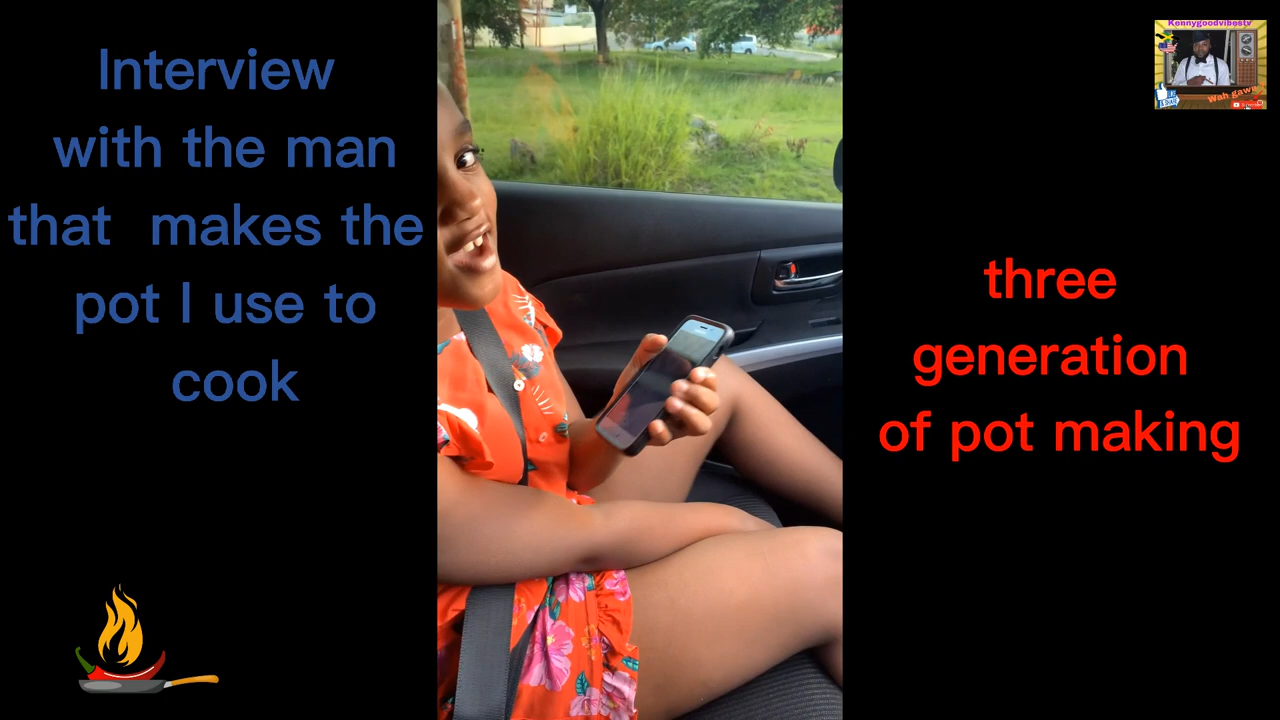 Interview
with the man
that makes the
pot I use to
cook
Kennygoodvibestv
Wah gawn
three
generation
of pot making